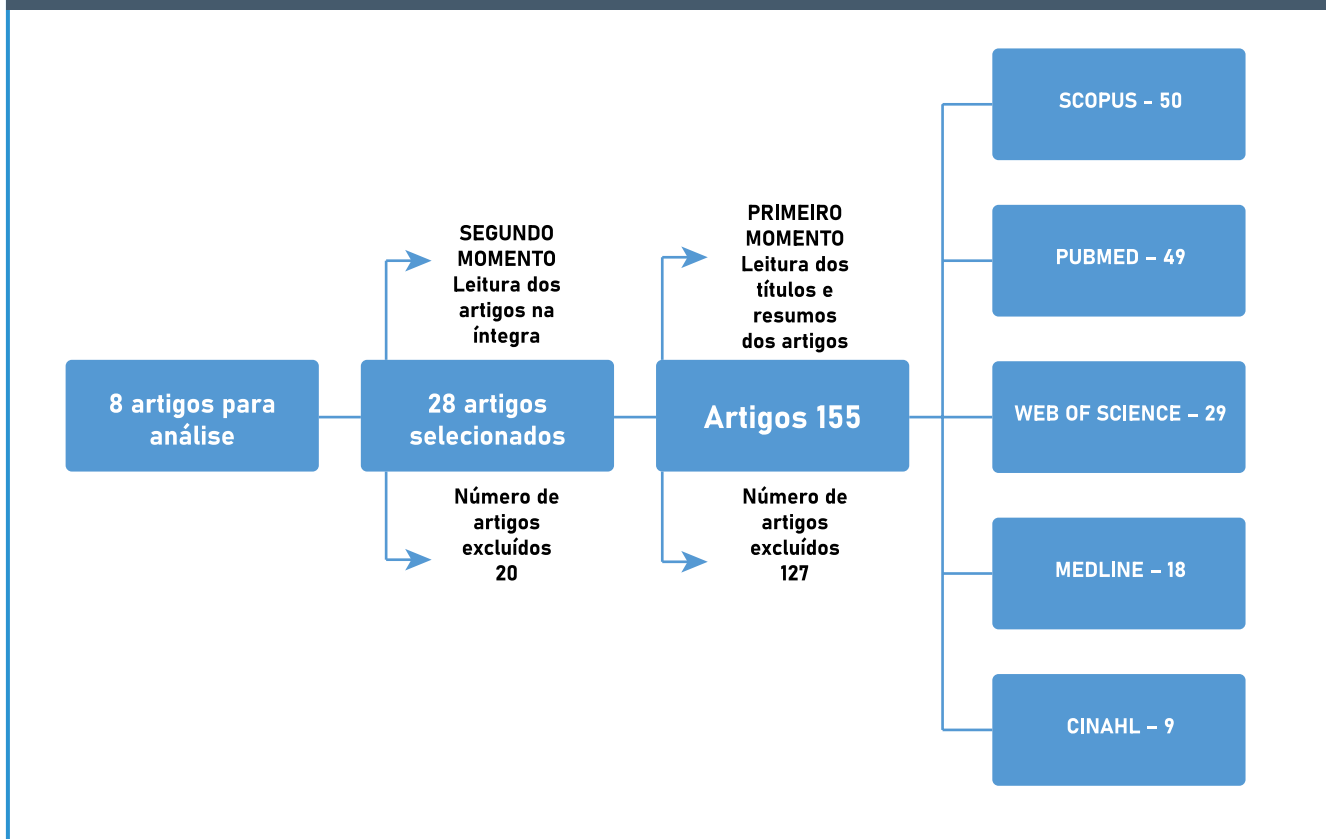 8 artigos para
análise
SEGUNDO
MOMENTO
Leitura dos
artigos na
íntegra
28 artigos
selecionados
Número de
artigos
excluídos
20
PRIMEIRO
MOMENTO
Leitura dos
títulos e
resumos
dos artigos
Artigos 155
Número de
artigos
excluídos
127
SCOPUS – 50
PUBMED – 49
WEB OF SCIENCE – 29
MEDLINE – 18
CINAHL – 9